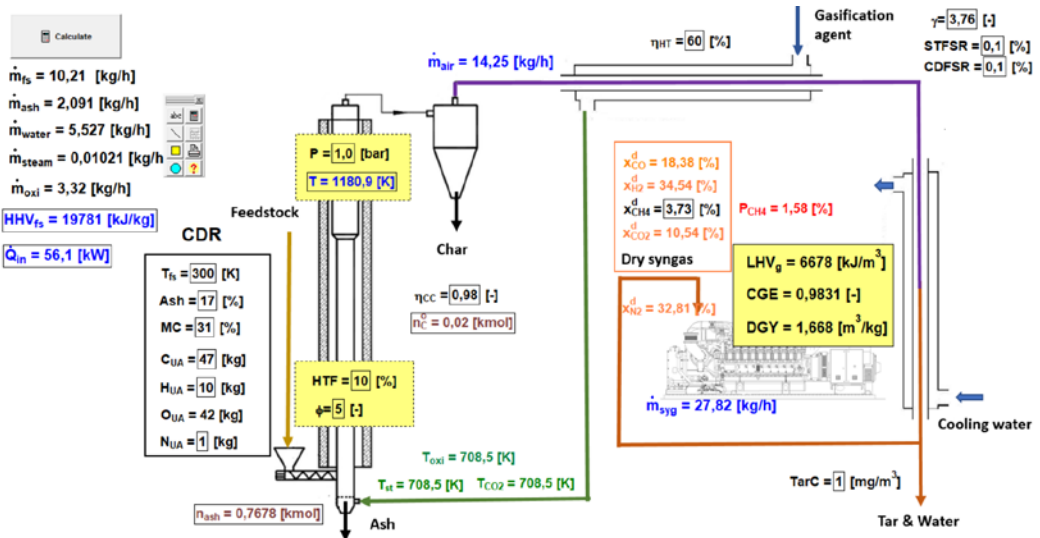 Calculate
ṁfs = 10,21 [kg/h]
ṁash = 2,091 [kg/h]
ṁwater = 5,527 [kg/h]
ṁsteam = 0,01021 [kg/h
ṁoxi = 3,32 [kg/h]
HHVfs = 19781 [kJ/kg]
Q̇in = 56,1 [kW]
abc
?
CDR
Tfs = 300 [K]
Ash = 17 [%]
MC = 31 [%]
CUA = 47 [kg]
HUA = 10 [kg]
OUA = 42 [kg]
NUA = 1 [kg]
Feedstock
P = 1,0 [bar]
T = 1180,9 [K]
HTF = 10 [%]
ϕ= 5 [-]
nash = 0,7678 [kmol]
Ash
ṁair = 14,25 [kg/h]
Char
ηCC = 0,98 [-]
noC = 0,02 [kmol]
Toxi = 708,5 [K]
Tst = 708,5 [K] TCO2 = 708,5 [K]
ηHT = 60 [%]
Gasification
agent
γ= 3,76 [-]
STFSR = 0,1 [%]
CDFSR = 0,1 [%]
xdCO = 18,38 [%]
xdH2 = 34,54 [%]
xdCH4 = 3,73 [%]
xdCO2 = 10,54 [%]
Dry syngas
xdN2 = 32,81 [%]
PCH4 = 1,58 [%]
LHVg = 6678 [kJ/m3]
CGE = 0,9831 [-]
DGY = 1,668 [m3/kg]
ṁsyg = 27,82 [kg/h]
Cooling water
TarC = 1 [mg/m3]
Tar & Water